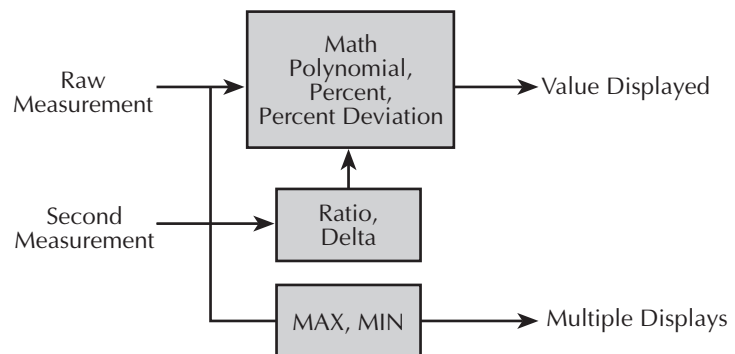 Math
Polynomial,
Percent,
Percent Deviation
Raw
Measurement
Value Displayed
Second
Measurement
Ratio,
Delta
MAX, MIN
Multiple Displays